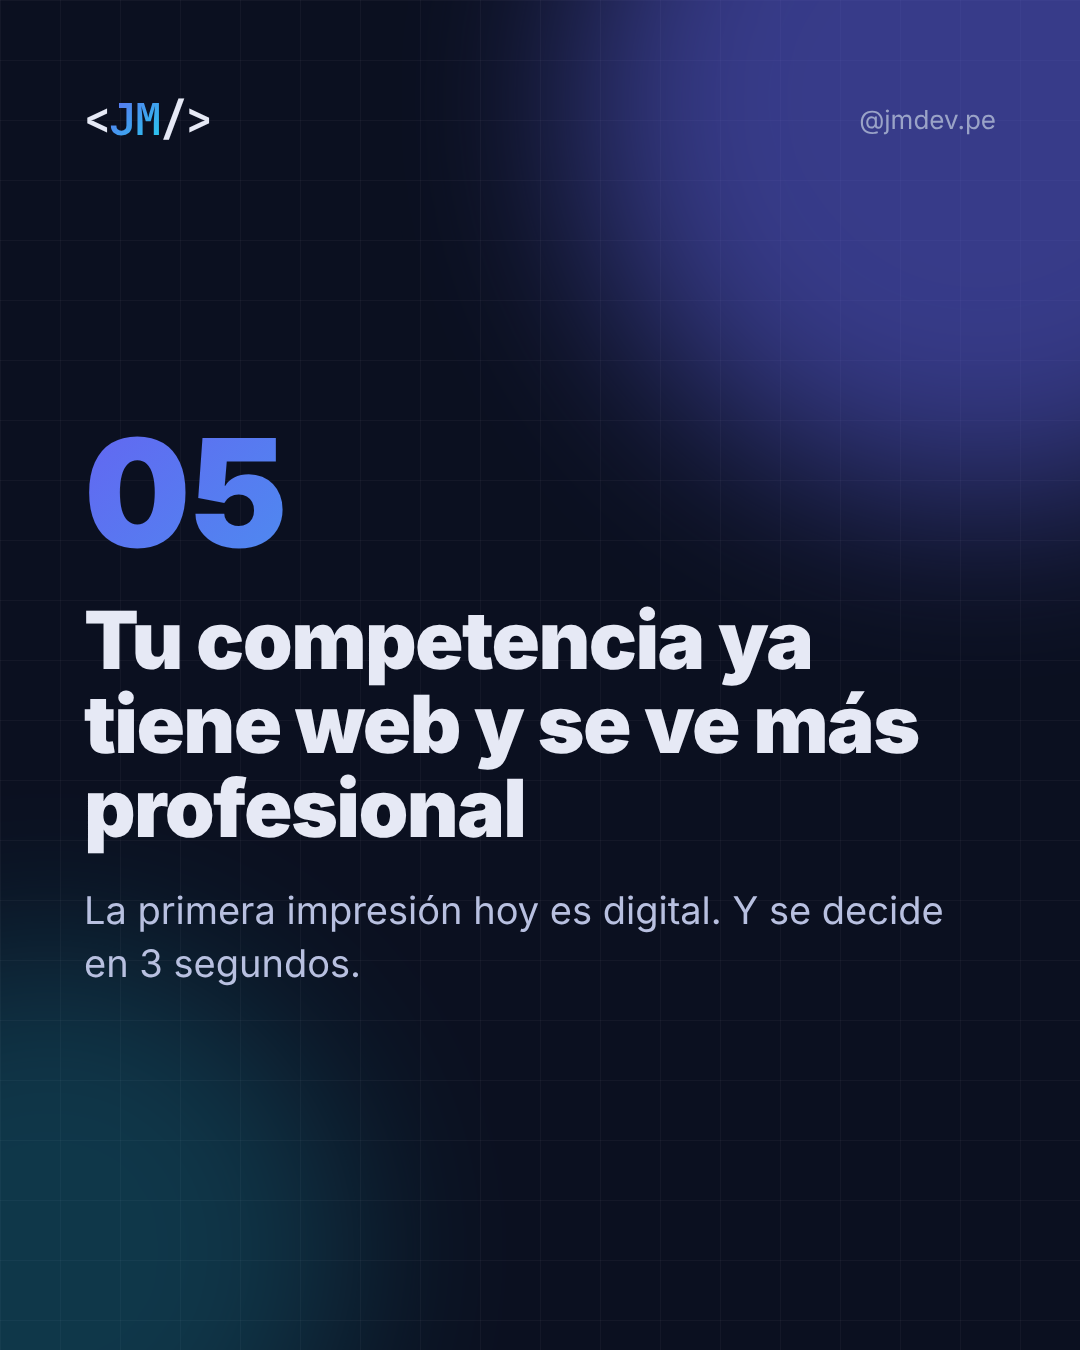 <JM/>
@jmdev.pe
05
Tu competencia ya
tiene web y se ve más
profesional
La primera impresión hoy es digital. Y se decide
en 3 segundos.